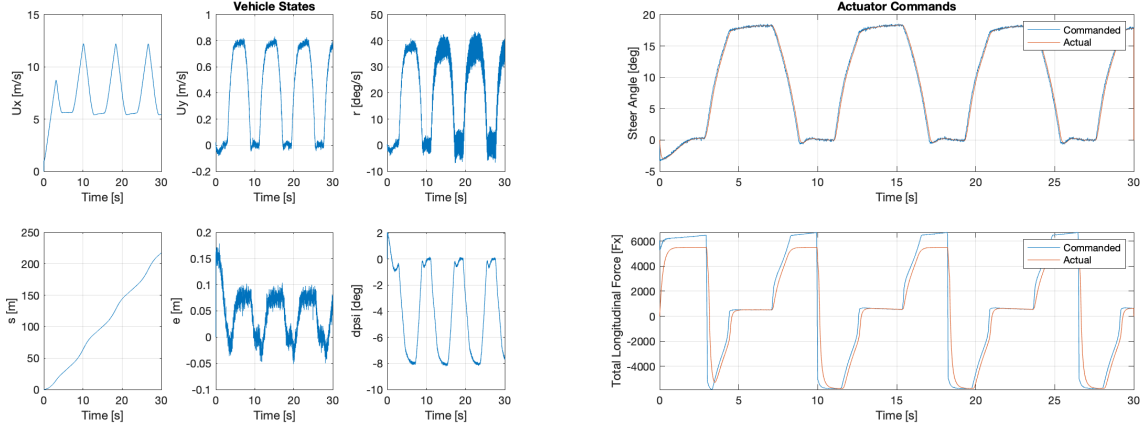 Vehicle States
15
10
5
0
Ux [m/s]
0 10 20 30
Time [s]
1
0.8
0.6
0.4
0.2
0
-0.2
Uy [m/s]
0 10 20 30
Time [s]
50
40
30
20
10
0
-10
r [deg/s]
0 10 20 30
Time [s]
250
200
150
100
50
0
s [m]
0 10 20 30
Time [s]
0.2
0.15
0.1
0.05
0
-0.05
-0.1
e [m]
0 10 20 30
Time [s]
2
0
-2
-4
-6
-8
-10
dpsi [deg]
0 10 20 30
Time [s]
Actuator Commands
20
15
10
5
0
-5
Steer Angle [deg]
Commanded
Actual
0 5 10 15 20 25 30
Time [s]
6000
4000
2000
0
-2000
-4000
Total Longitudinal Force [Fx]
Commanded
Actual
0 5 10 15 20 25 30
Time [s]